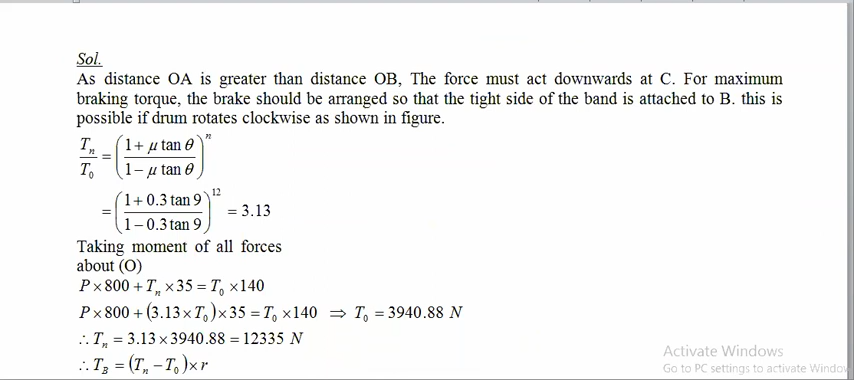 Sol.
As distance OA is greater than distance OB, The force must act downwards at C. For maximum
braking torque, the brake should be arranged so that the tight side of the band is attached to B. this is
possible if drum rotates clockwise as shown in figure.
Tₙ/T₀ = ((1 + μ tan θ)/(1 − μ tan θ))ⁿ
= ((1 + 0.3 tan 9)/(1 − 0.3 tan 9))¹² = 3.13
Taking moment of all forces
about (O)
P × 800 + Tₙ × 35 = T₀ × 140
P × 800 + (3.13 × T₀) × 35 = T₀ × 140 ⇒ T₀ = 3940.88 N
∴ Tₙ = 3.13 × 3940.88 = 12335 N
∴ T_B = (Tₙ − T₀) × r
Activate Windows
Go to PC settings to activate Window